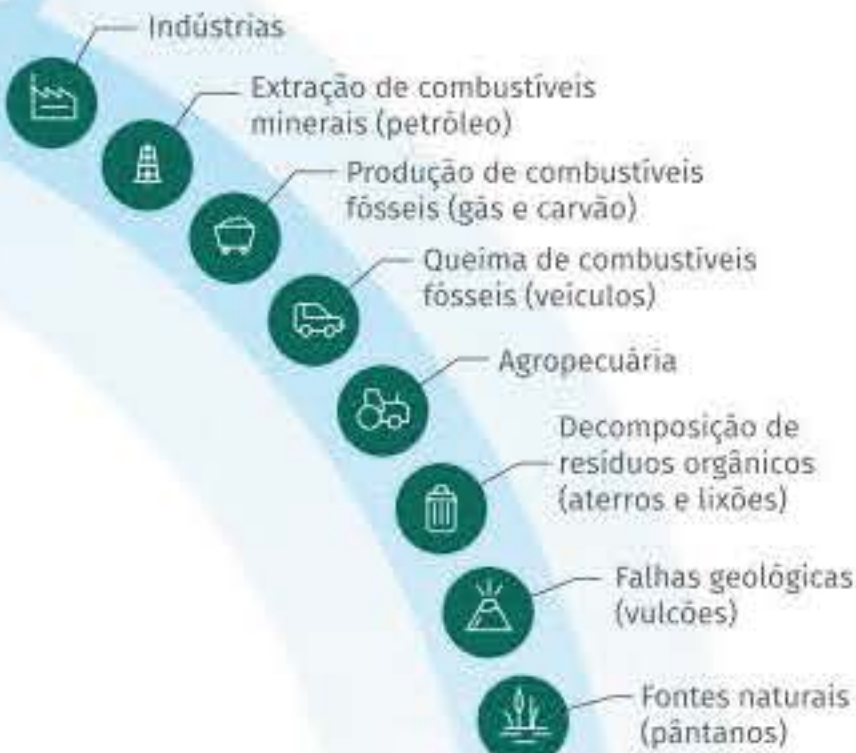 Indústrias
Extração de combustíveis
minerais (petróleo)
Produção de combustíveis
fósseis (gás e carvão)
Queima de combustíveis
fósseis (veículos)
Agropecuária
Decomposição de
resíduos orgânicos
(aterros e lixões)
Falhas geológicas
(vulcões)
Fontes naturais
(pântanos)